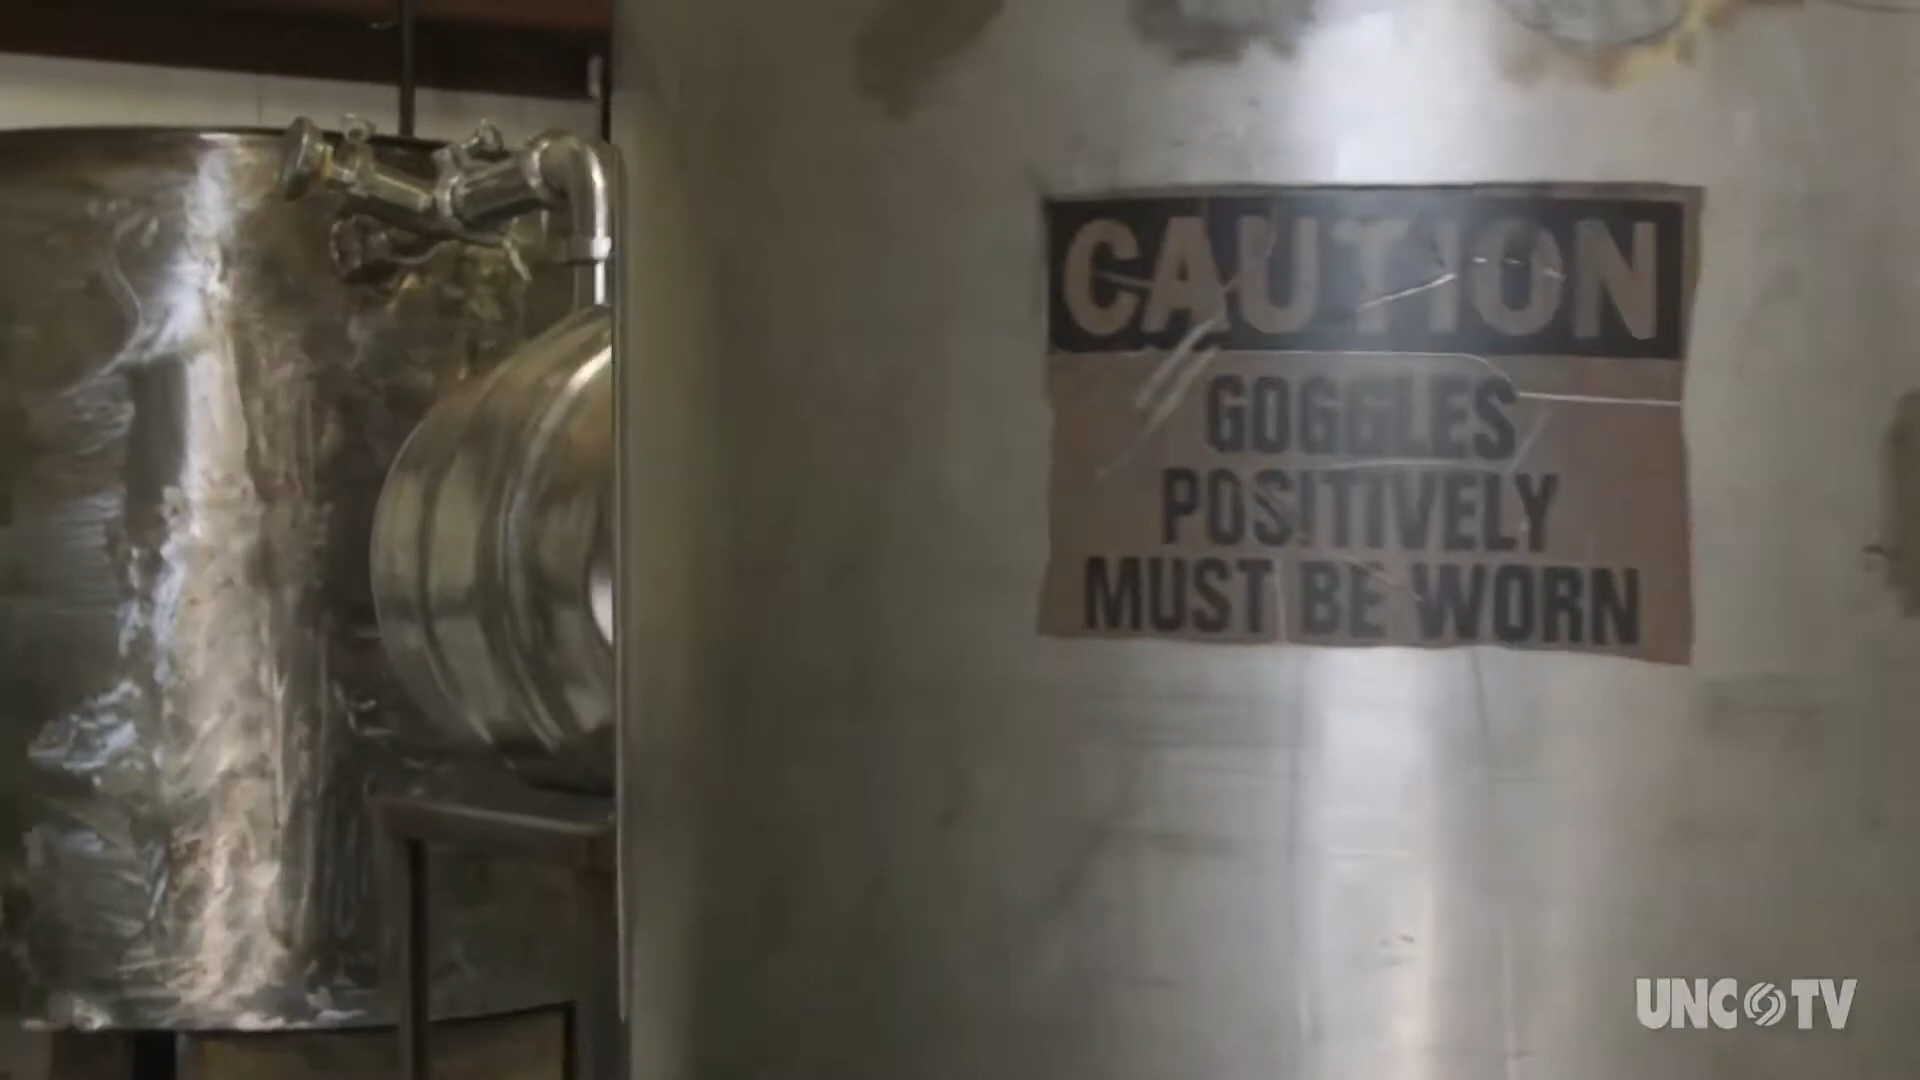 CAUTION
GOGGLES
POSITIVELY
MUST BE WORN
UNC TV